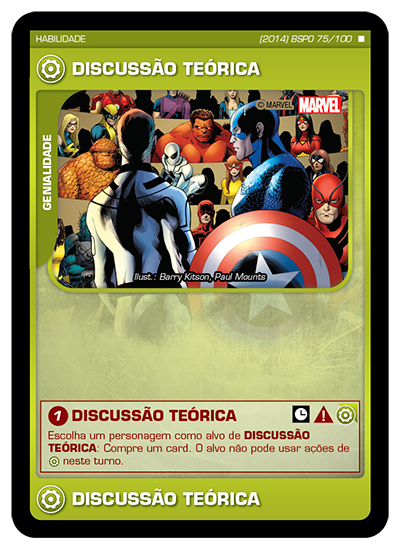 HABILIDADE
(2014) BSP0 75/100
DISCUSSÃO TEÓRICA
GENIALIDADE
© MARVEL MARVEL
Ilust.: Barry Kitson, Paul Mounts
1 DISCUSSÃO TEÓRICA
Escolha um personagem como alvo de DISCUSSÃO
TEÓRICA: Compre um card. O alvo não pode usar ações de
neste turno.
DISCUSSÃO TEÓRICA